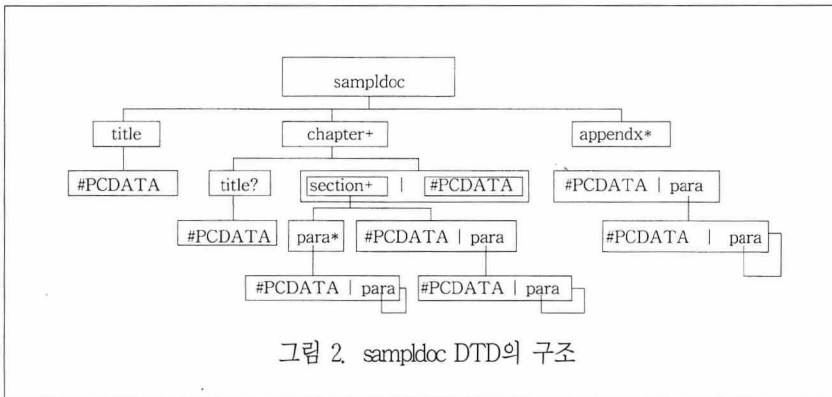 sampldoc
title chapter+ appendx*
#PCDATA title? section+ | #PCDATA #PCDATA | para
#PCDATA para* #PCDATA | para #PCDATA | para
#PCDATA | para #PCDATA | para
그림 2. sampldoc DTD의 구조